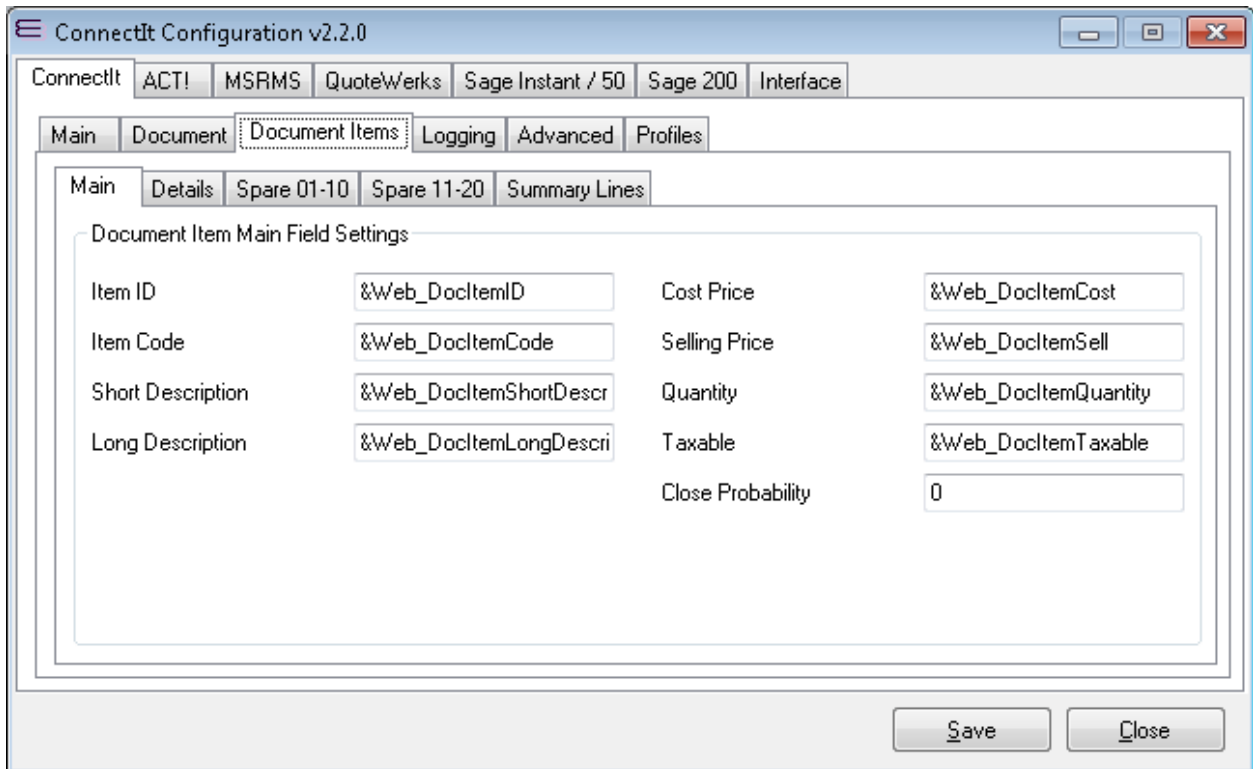 ConnectIt Configuration v2.2.0
ConnectIt ACT! MSRMS QuoteWerks Sage Instant / 50 Sage 200 Interface
Main Document Document Items Logging Advanced Profiles
Main Details Spare 01-10 Spare 11-20 Summary Lines
Document Item Main Field Settings
Item ID &Web_DocItemID Cost Price &Web_DocItemCost
Item Code &Web_DocItemCode Selling Price &Web_DocItemSell
Short Description &Web_DocItemShortDescr Quantity &Web_DocItemQuantity
Long Description &Web_DocItemLongDescri Taxable &Web_DocItemTaxable
Close Probability 0
Save Close